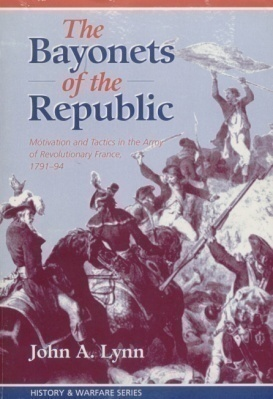 The
Bayonets
of the
Republic
Motivation and Tactics in the Army
of Revolutionary France,
1791–94
John A. Lynn
HISTORY & WARFARE SERIES